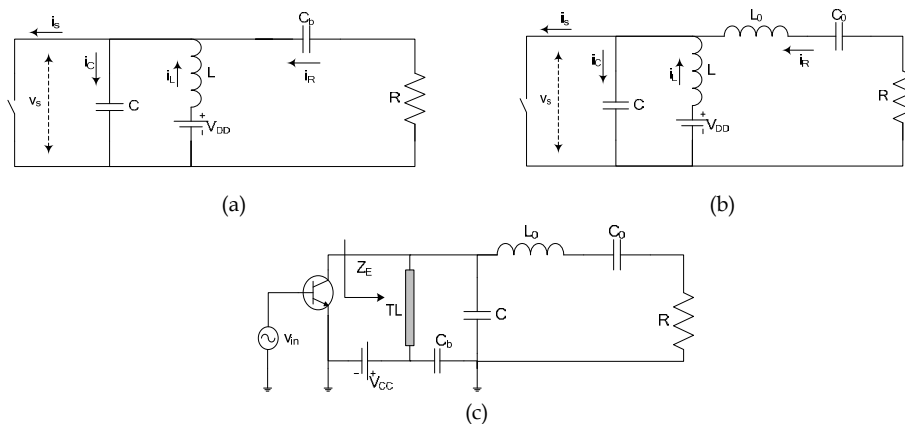 i_s
C_b
i_C
i_L
L
i_R
v_s
C
R
V_DD
(a)
i_s
L_0
C_0
i_C
i_L
L
i_R
v_s
C
R
V_DD
(b)
L_0
C_0
Z_E
TL
C
R
C_b
v_in
V_CC
(c)